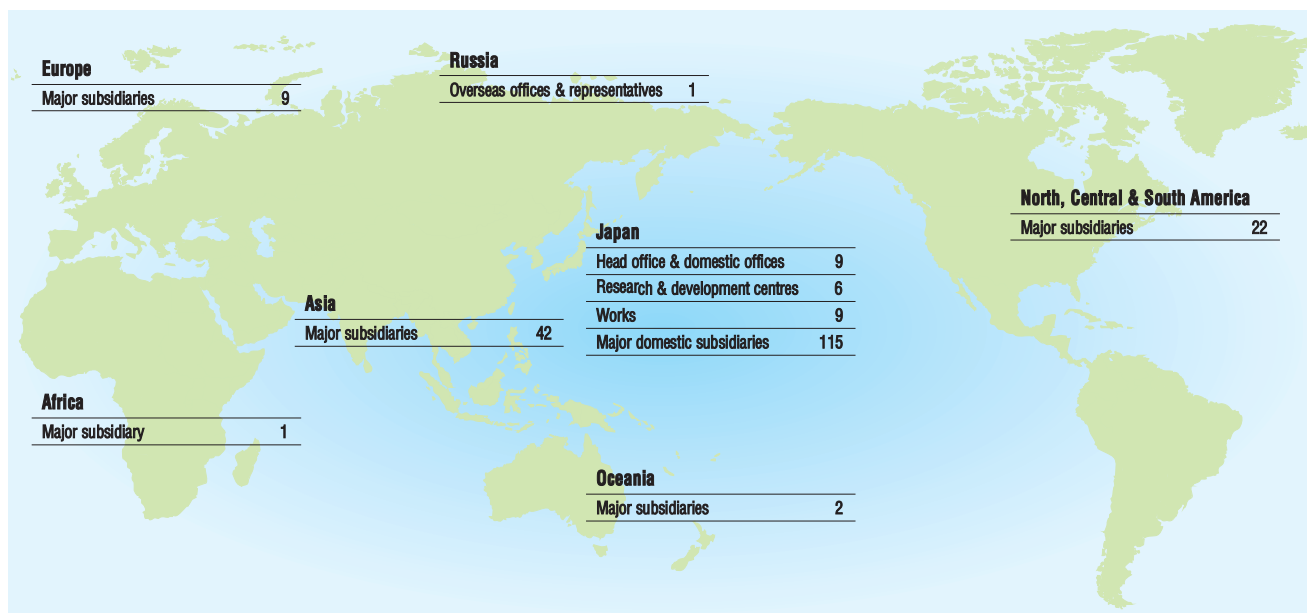 Europe
Major subsidiaries 9
Russia
Overseas offices & representatives 1
North, Central & South America
Major subsidiaries 22
Japan
Head office & domestic offices 9
Research & development centres 6
Works 9
Major domestic subsidiaries 115
Asia
Major subsidiaries 42
Africa
Major subsidiary 1
Oceania
Major subsidiaries 2